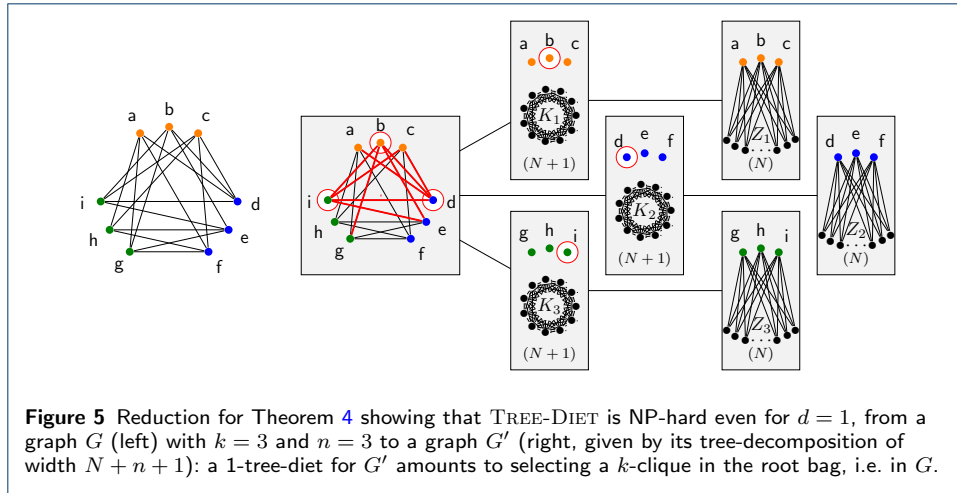 a b c
i d
h e
g f
a b c
i d
h e
g f
a b c
K₁
(N + 1)
d e f
K₂
(N + 1)
g h i
K₃
(N + 1)
a b c
Z₁
(N)
d e f
Z₂
(N)
g h i
Z₃
(N)
Figure 5 Reduction for Theorem 4 showing that TREE-DIET is NP-hard even for d = 1, from a
graph G (left) with k = 3 and n = 3 to a graph G′ (right, given by its tree-decomposition of
width N + n + 1): a 1-tree-diet for G′ amounts to selecting a k-clique in the root bag, i.e. in G.